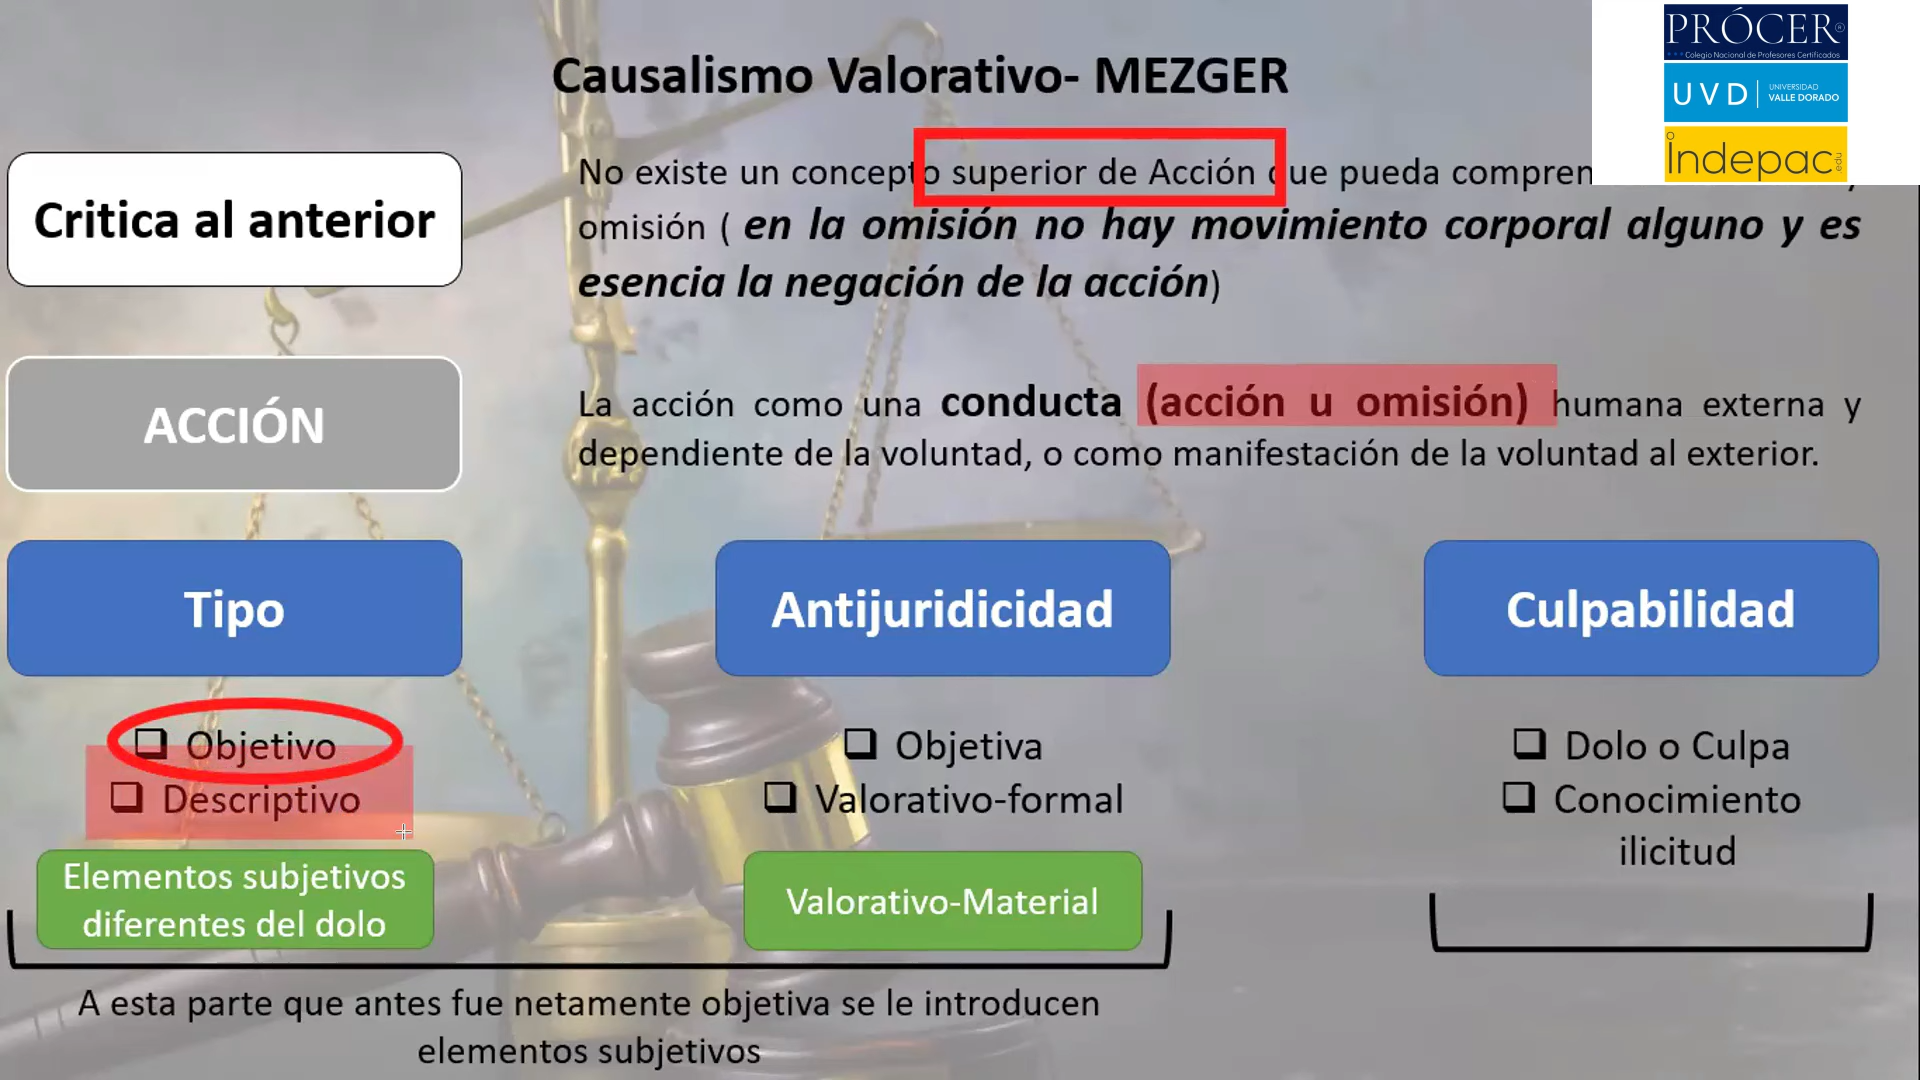 Causalismo Valorativo- MEZGER
PRÓCER
Colegio Nacional de Profesores Certificados
UVD UNIVERSIDAD
VALLE DORADO
indepac.edu
Critica al anterior
No existe un concepto superior de Acción que pueda compren
omisión ( en la omisión no hay movimiento corporal alguno y es
esencia la negación de la acción)
ACCIÓN
La acción como una conducta (acción u omisión) humana externa y
dependiente de la voluntad, o como manifestación de la voluntad al exterior.
Tipo
❑ Objetivo
❑ Descriptivo
Elementos subjetivos
diferentes del dolo
Antijuridicidad
❑ Objetiva
❑ Valorativo-formal
Valorativo-Material
Culpabilidad
❑ Dolo o Culpa
❑ Conocimiento
ilicitud
A esta parte que antes fue netamente objetiva se le introducen
elementos subjetivos